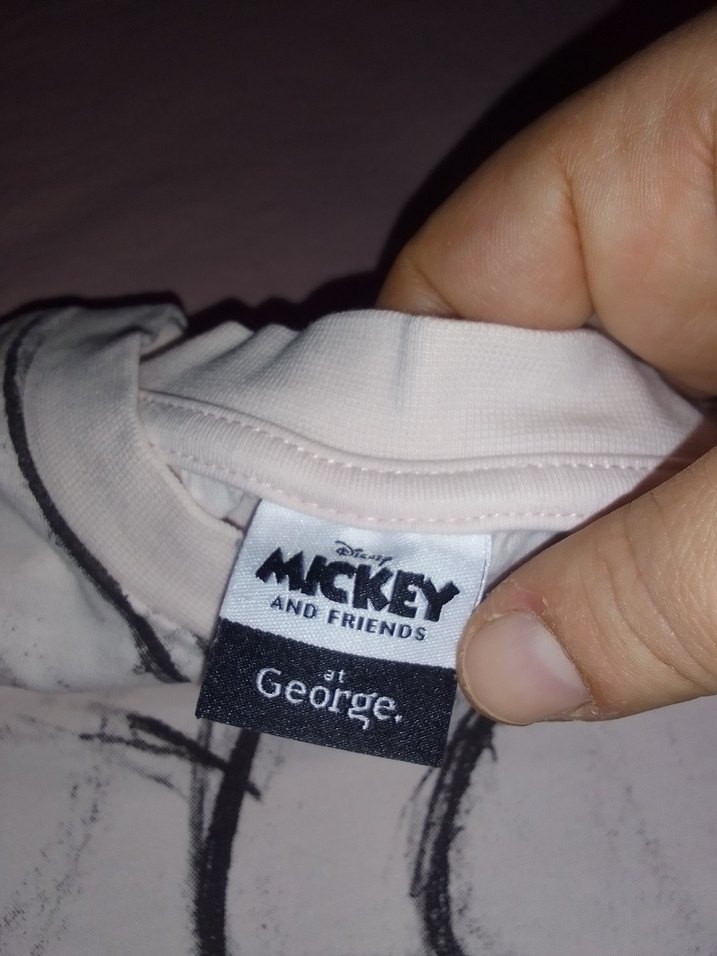 Disney
MICKEY
AND FRIENDS
at
George.